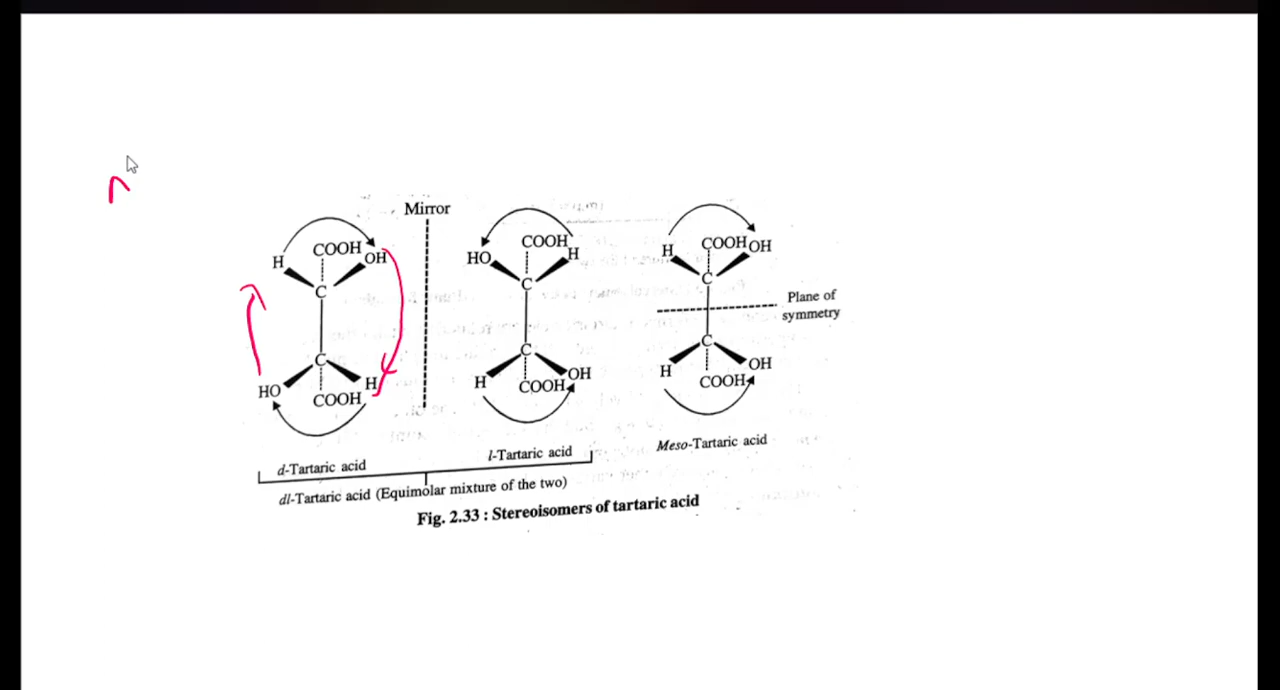 Mirror
COOH
H
OH
C
C
HO
H
COOH
d-Tartaric acid
COOH
HO
H
C
C
H
OH
COOH
l-Tartaric acid
dl-Tartaric acid (Equimolar mixture of the two)
H
COOH OH
C
Plane of
symmetry
C
H
OH
COOH
Meso-Tartaric acid
Fig. 2.33 : Stereoisomers of tartaric acid